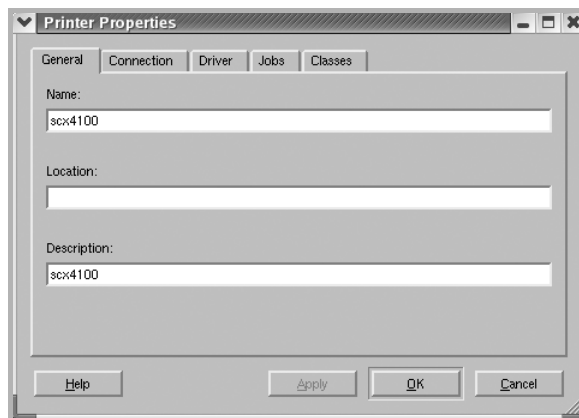 Printer Properties
General Connection Driver Jobs Classes
Name:
scx4100
Location:
Description:
scx4100
Help Apply OK Cancel